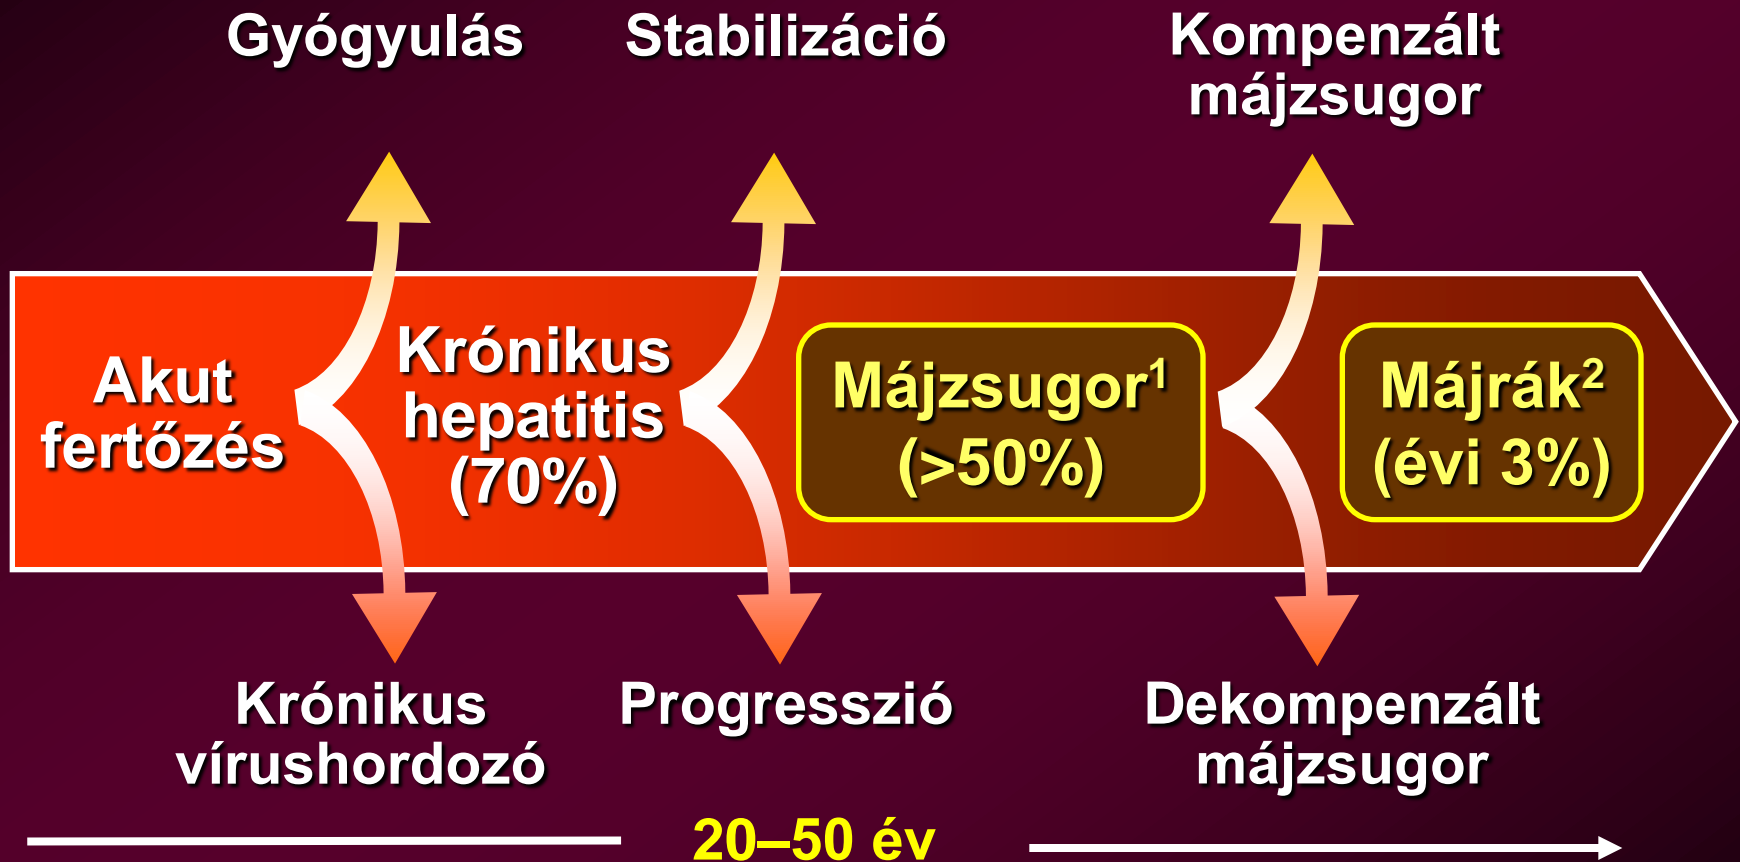 Gyógyulás
Stabilizáció
Kompenzált
májzsugor
Akut
fertőzés
Krónikus
hepatitis
(70%)
Májzsugor¹
(>50%)
Májrák²
(évi 3%)
Krónikus
vírushordozó
Progresszió
Dekompenzált
májzsugor
20–50 év